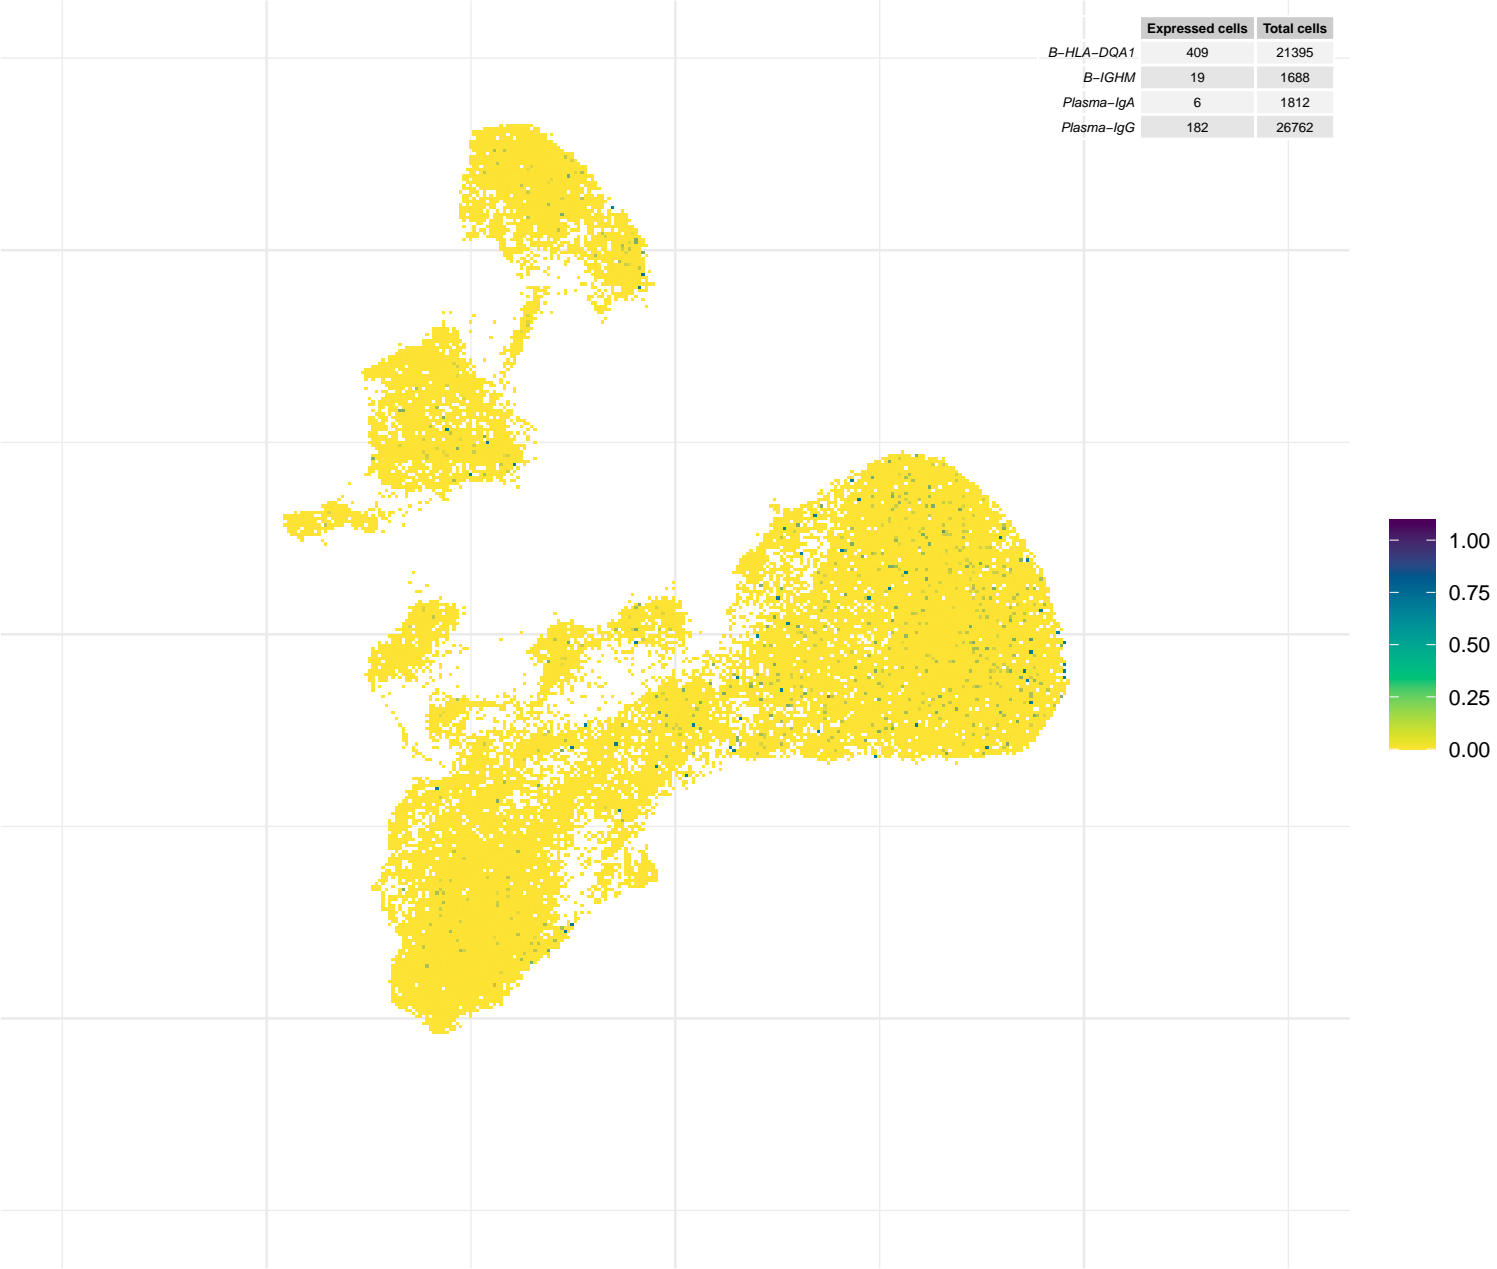 Expressed cells Total cells
B−HLA−DQA1 409 21395
B−IGHM 19 1688
Plasma−IgA 6 1812
Plasma−IgG 182 26762
1.00
0.75
0.50
0.25
0.00